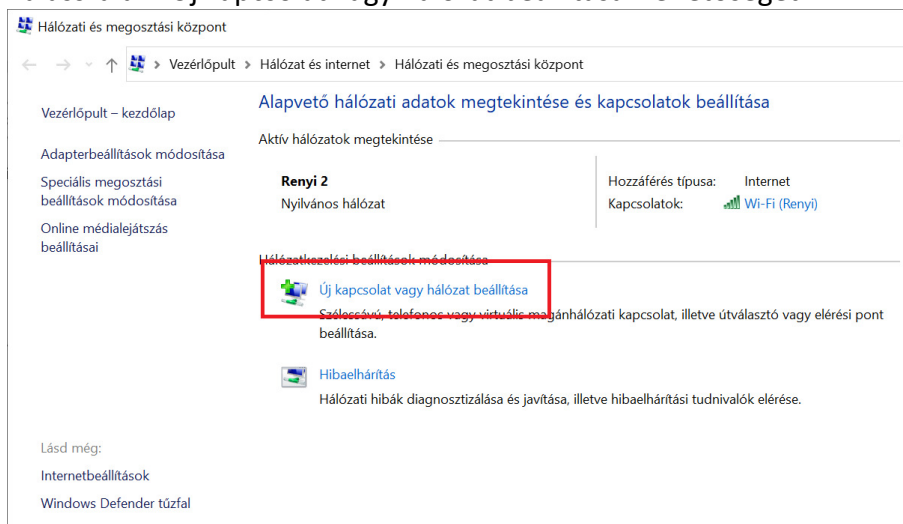 Hálózati és megosztási központ
Vezérlőpult > Hálózat és internet > Hálózati és megosztási központ
Vezérlőpult – kezdőlap
Adapterbeállítások módosítása
Speciális megosztási
beállítások módosítása
Online médialejátszás
beállításai
Alapvető hálózati adatok megtekintése és kapcsolatok beállítása
Aktív hálózatok megtekintése
Renyi 2
Nyilvános hálózat
Hozzáférés típusa: Internet
Kapcsolatok: Wi-Fi (Renyi)
Hálózatkezelési beállítások módosítása
Új kapcsolat vagy hálózat beállítása
Szélessávú, telefonos vagy virtuális magánhálózati kapcsolat, illetve útválasztó vagy elérési pont
beállítása.
Hibaelhárítás
Hálózati hibák diagnosztizálása és javítása, illetve hibaelhárítási tudnivalók elérése.
Lásd még:
Internetbeállítások
Windows Defender tűzfal